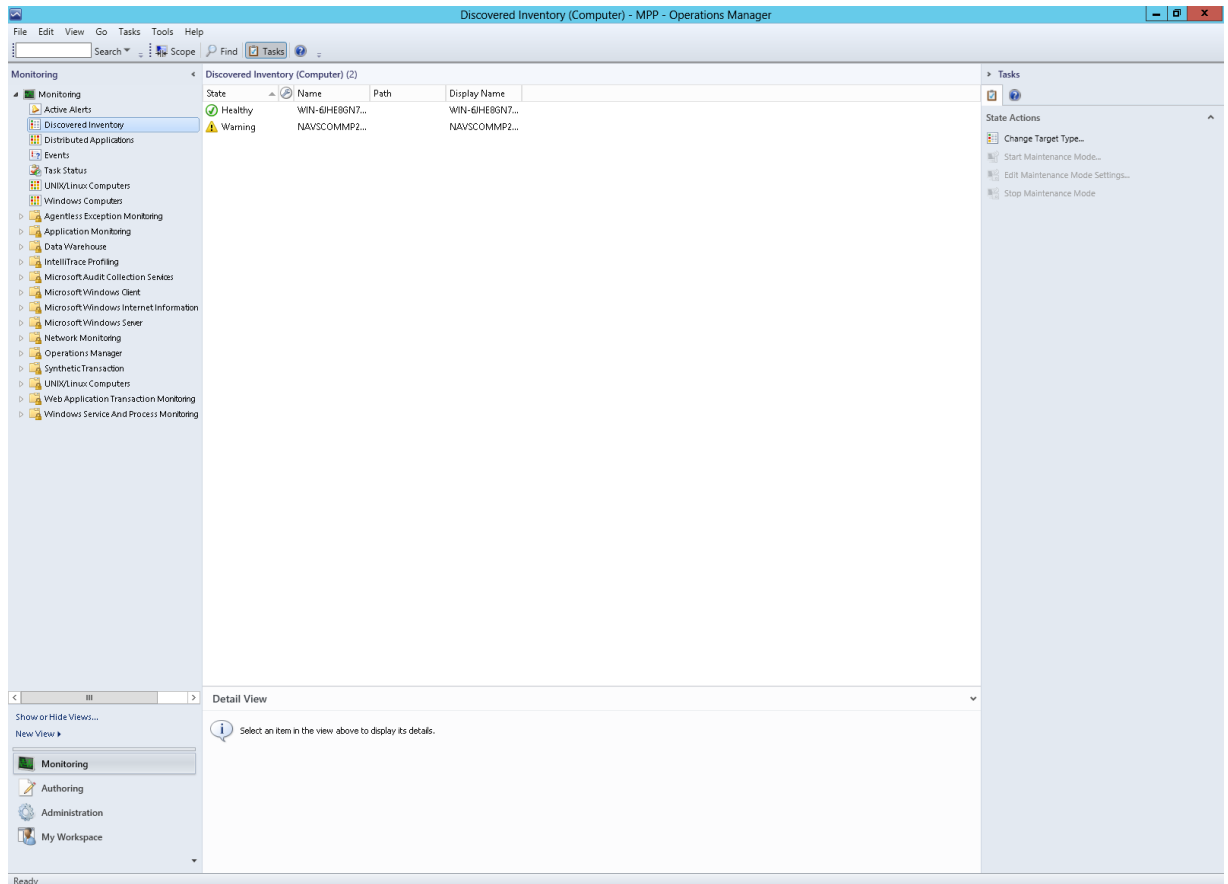 Discovered Inventory (Computer) - MPP - Operations Manager
File Edit View Go Tasks Tools Help
Search Scope Find Tasks
Monitoring
Discovered Inventory (Computer) (2)
Tasks
Monitoring
Active Alerts
Discovered Inventory
Distributed Applications
Events
Task Status
UNIX/Linux Computers
Windows Computers
Agentless Exception Monitoring
Application Monitoring
Data Warehouse
IntelliTrace Profiling
Microsoft Audit Collection Services
Microsoft Windows Client
Microsoft Windows Internet Information
Microsoft Windows Server
Network Monitoring
Operations Manager
Synthetic Transaction
UNIX/Linux Computers
Web Application Transaction Monitoring
Windows Service And Process Monitoring
State Name Path Display Name
Healthy WIN-6JHE8GN7... WIN-6JHE8GN7...
Warning NAVSCOMMP2... NAVSCOMMP2...
State Actions
Change Target Type...
Start Maintenance Mode...
Edit Maintenance Mode Settings...
Stop Maintenance Mode
Detail View
Select an item in the view above to display its details.
Show or Hide Views...
New View
Monitoring
Authoring
Administration
My Workspace
Ready